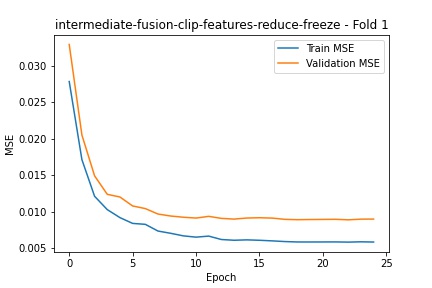 intermediate-fusion-clip-features-reduce-freeze - Fold 1
Train MSE
Validation MSE
0.030
0.025
0.020
0.015
0.010
0.005
MSE
0 5 10 15 20 25
Epoch